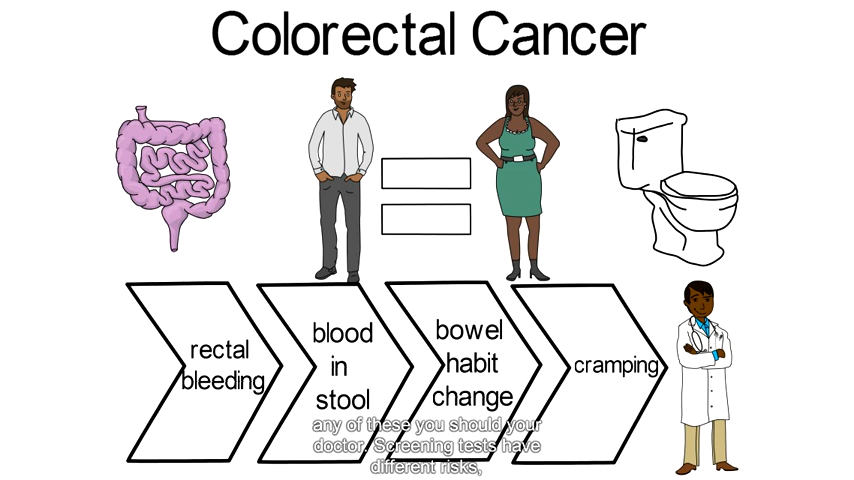 Colorectal Cancer
rectal
bleeding
blood
in
stool
bowel
habit
change
cramping
any of these you should your
doctor. Screening tests have
different risks,